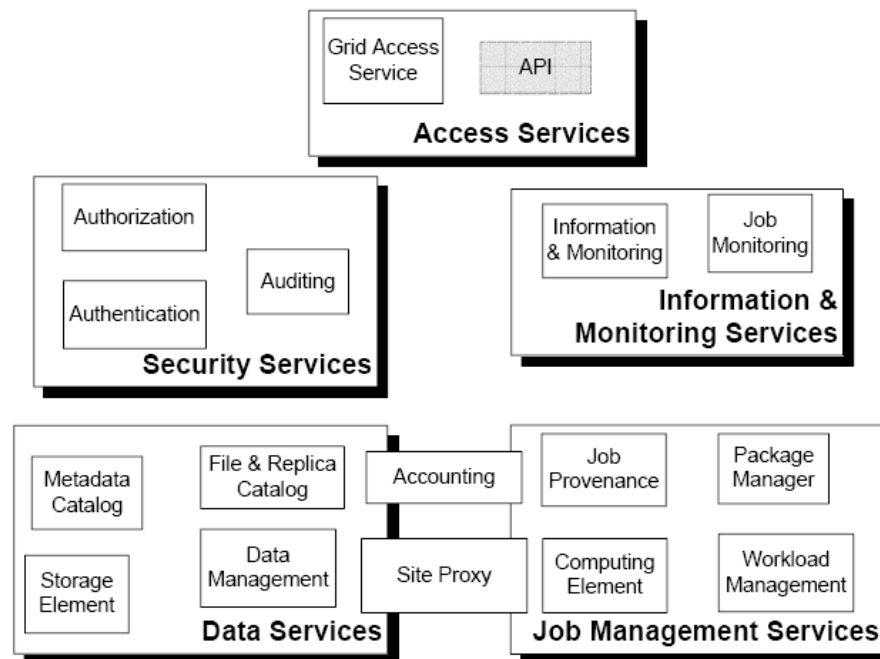 Grid Access
Service
API
Access Services
Authorization
Auditing
Authentication
Security Services
Information
& Monitoring
Job
Monitoring
Information &
Monitoring Services
Metadata
Catalog
File & Replica
Catalog
Storage
Element
Data
Management
Data Services
Accounting
Site Proxy
Job
Provenance
Package
Manager
Computing
Element
Workload
Management
Job Management Services